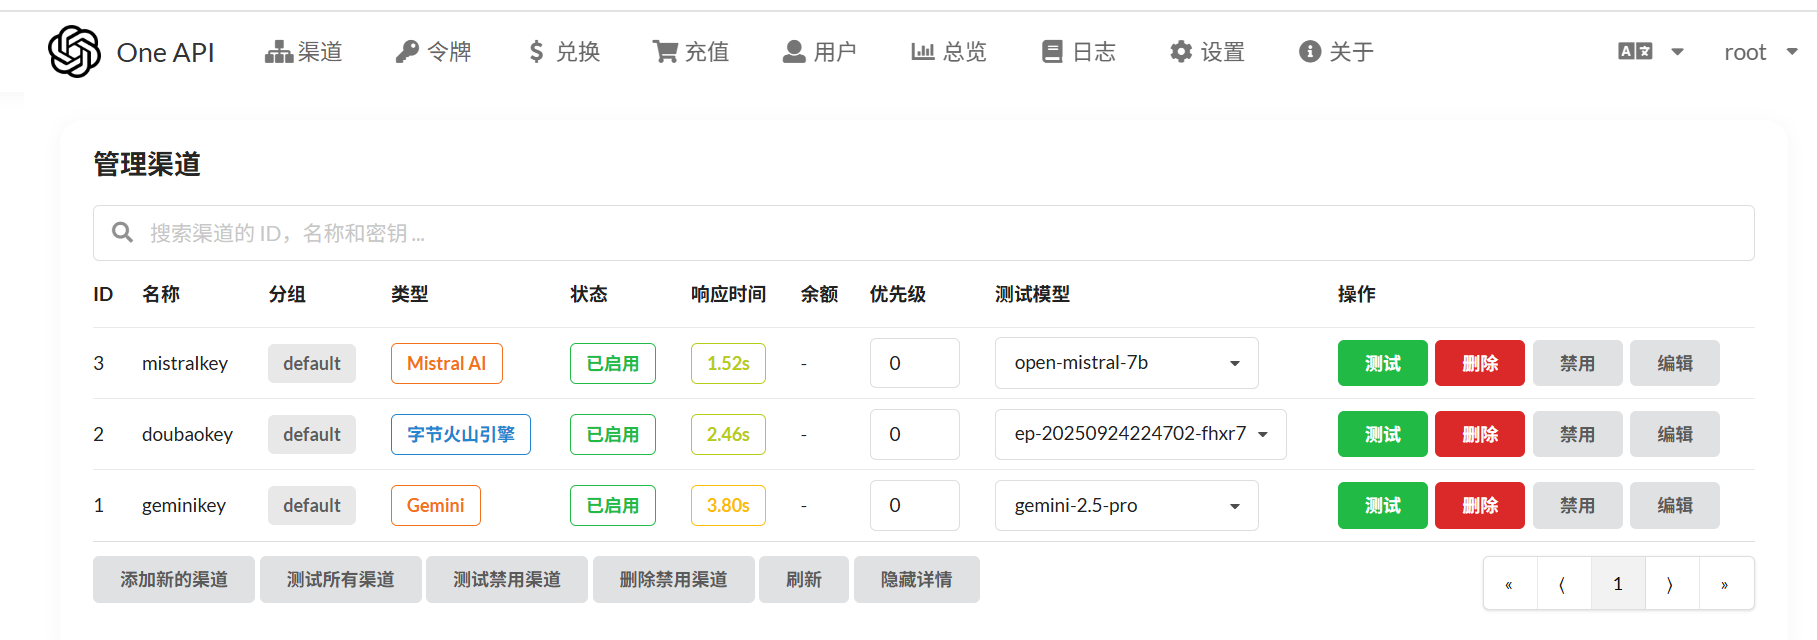 One API 渠道 令牌 兑换 充值 用户 总览 日志 设置 关于 root
管理渠道
搜索渠道的 ID，名称和密钥 ...
ID 名称 分组 类型 状态 响应时间 余额 优先级 测试模型 操作
3 mistralkey default Mistral AI 已启用 1.52s - 0 open-mistral-7b 测试 删除 禁用 编辑
2 doubaokey default 字节火山引擎 已启用 2.46s - 0 ep-20250924224702-fhxr7 测试 删除 禁用 编辑
1 geminikey default Gemini 已启用 3.80s - 0 gemini-2.5-pro 测试 删除 禁用 编辑
添加新的渠道 测试所有渠道 测试禁用渠道 删除禁用渠道 刷新 隐藏详情 « ⟨ 1 ⟩ »